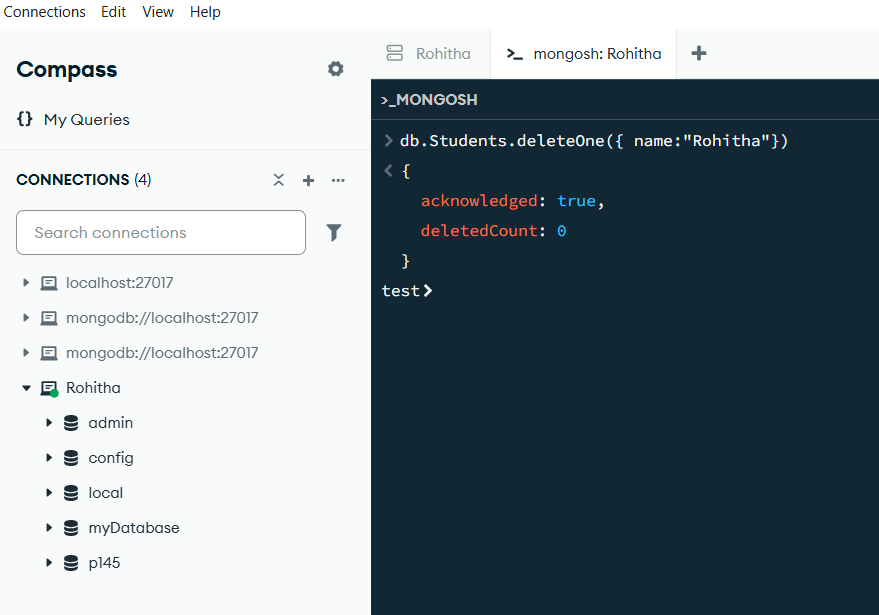 Connections Edit View Help
Compass
{} My Queries
CONNECTIONS (4)
Search connections
localhost:27017
mongodb://localhost:27017
mongodb://localhost:27017
Rohitha
admin
config
local
myDatabase
p145
Rohitha
>_ mongosh: Rohitha
>_MONGOSH
> db.Students.deleteOne({ name:"Rohitha"})
< {
acknowledged: true,
deletedCount: 0
}
test>